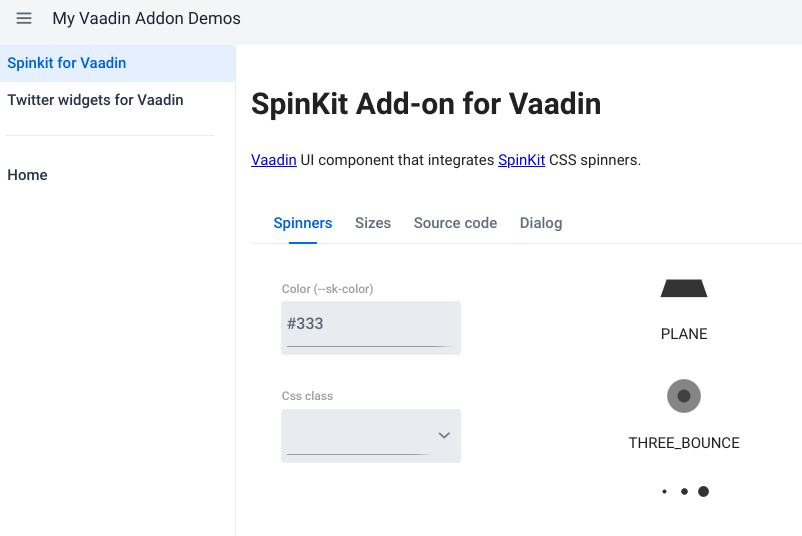 My Vaadin Addon Demos
Spinkit for Vaadin
Twitter widgets for Vaadin
Home
SpinKit Add-on for Vaadin
Vaadin UI component that integrates SpinKit CSS spinners.
Spinners Sizes Source code Dialog
Color (--sk-color)
#333
Css class
PLANE
THREE_BOUNCE